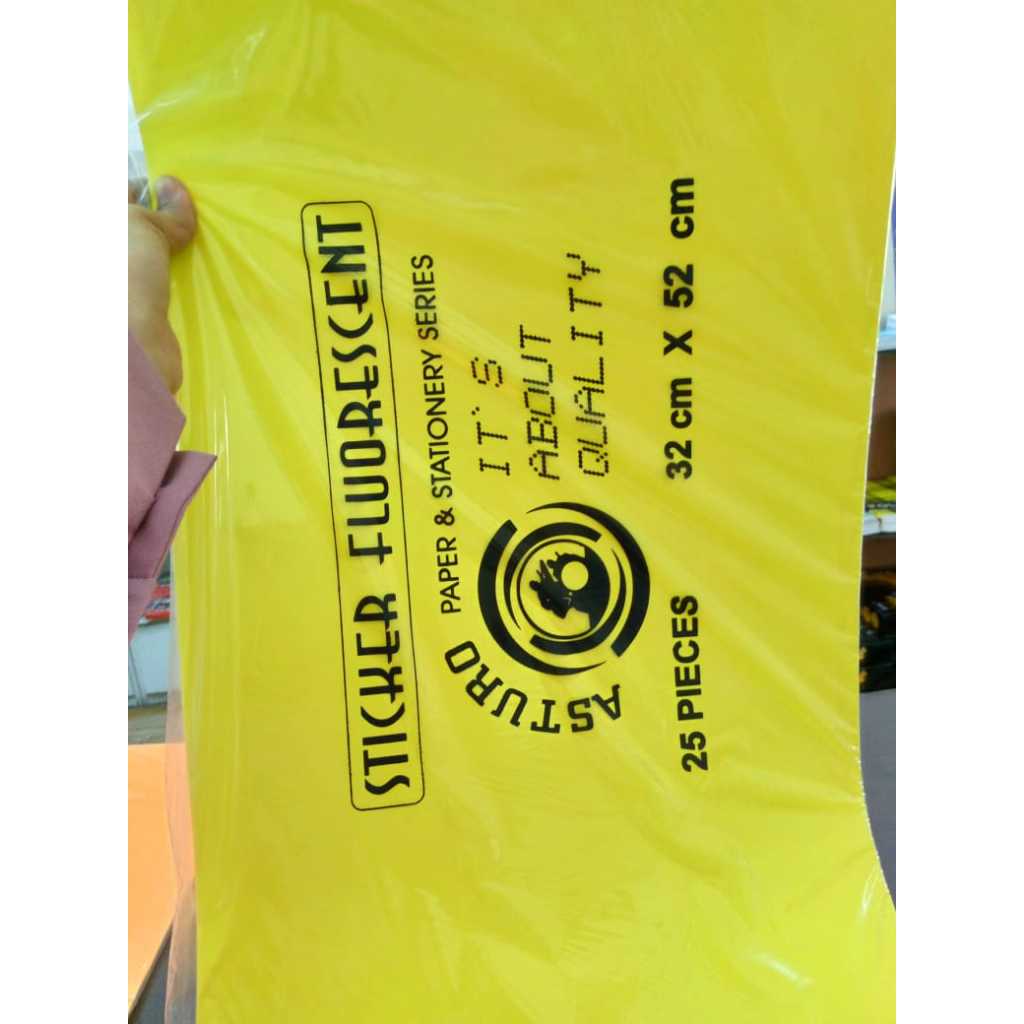 STICKER FLUORESCENT
PAPER & STATIONERY SERIES
ASTURO
IT'S
ABOUT
QUALITY
25 PIECES
32 cm X 52 cm